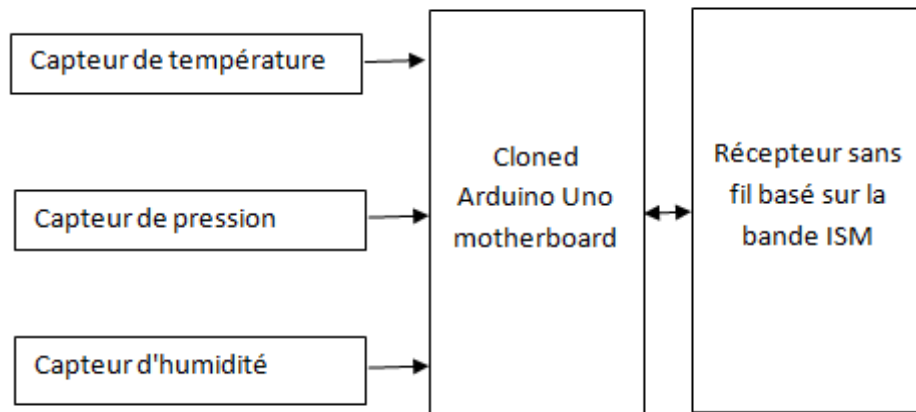 Capteur de température
Capteur de pression
Capteur d'humidité
Cloned
Arduino Uno
motherboard
Récepteur sans
fil basé sur la
bande ISM